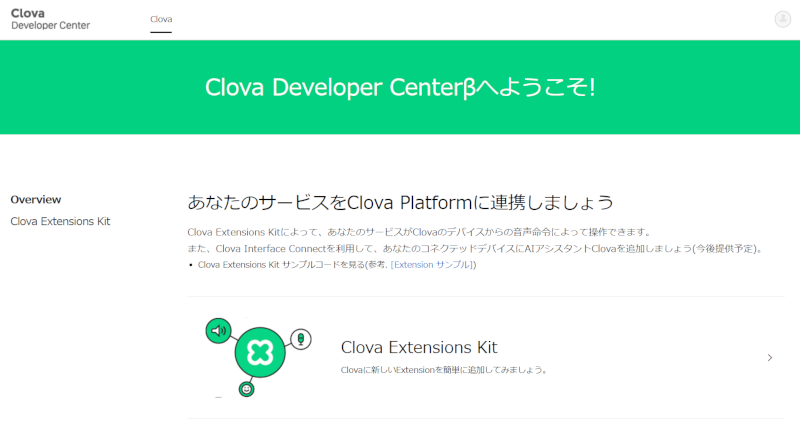 Clova
Developer Center
Clova
Clova Developer Centerβへようこそ!
Overview
Clova Extensions Kit
あなたのサービスをClova Platformに連携しましょう
Clova Extensions Kitによって、あなたのサービスがClovaのデバイスからの音声命令によって操作できます。
また、Clova Interface Connectを利用して、あなたのコネクテッドデバイスにAIアシスタントClovaを追加しましょう(今後提供予定)。
• Clova Extensions Kit サンプルコードを見る(参考. [Extension サンプル])
Clova Extensions Kit
Clovaに新しいExtensionを簡単に追加してみましょう。